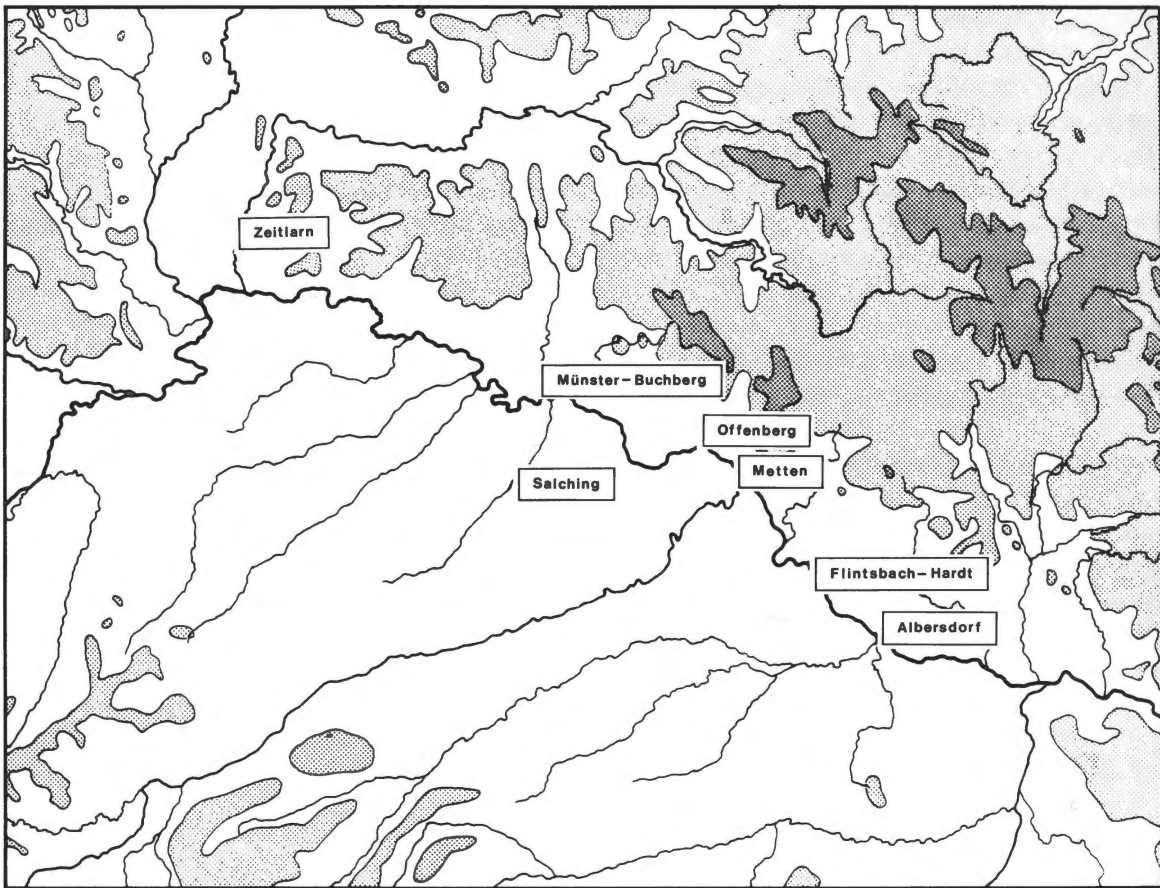 Zeitlarn
Münster-Buchberg
Offenberg
Metten
Salching
Flintsbach-Hardt
Albersdorf